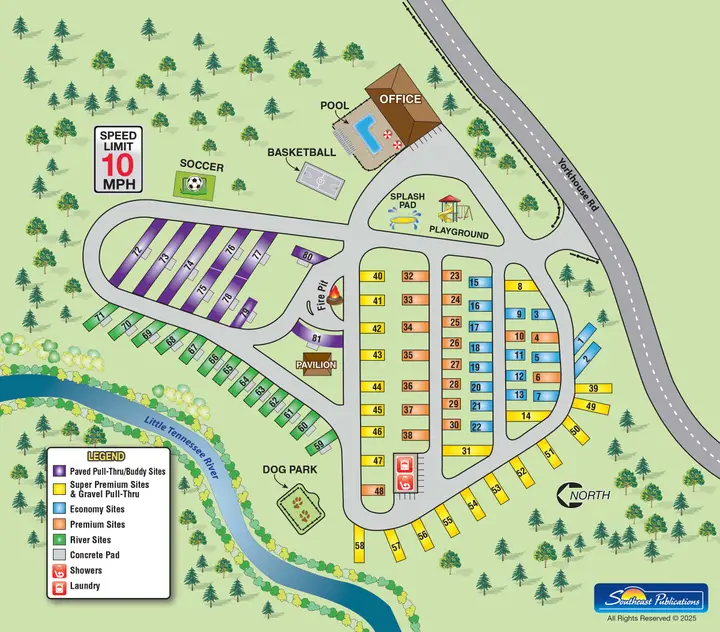 OFFICE
POOL
SPEED
LIMIT
10
MPH
BASKETBALL
SOCCER
Yorkhouse Rd
SPLASH
PAD
PLAYGROUND
72
73
74
76
77
80
75
78
79
Fire Pit
81
PAVILION
71
70
69
68
67
66
65
64
63
62
61
60
59
40
41
42
43
44
45
46
47
48
32
33
34
35
36
37
38
23
24
25
26
27
28
29
30
15
16
17
18
19
20
21
22
31
8
9
3
10
4
11
5
12
6
13
7
14
1
2
39
49
50
51
52
53
54
55
56
57
58
Little Tennessee River
DOG PARK
NORTH
LEGEND
Paved Pull-Thru/Buddy Sites
Super Premium Sites
& Gravel Pull-Thru
Economy Sites
Premium Sites
River Sites
Concrete Pad
Showers
Laundry
Southeast Publications
All Rights Reserved © 2025